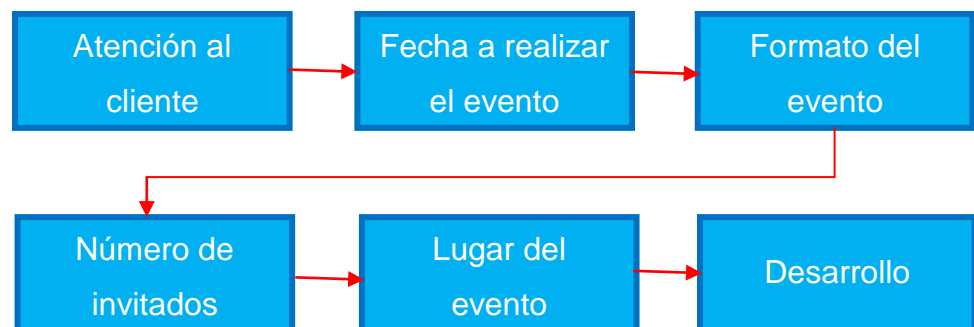 Atención al
cliente
Fecha a realizar
el evento
Formato del
evento
Número de
invitados
Lugar del
evento
Desarrollo